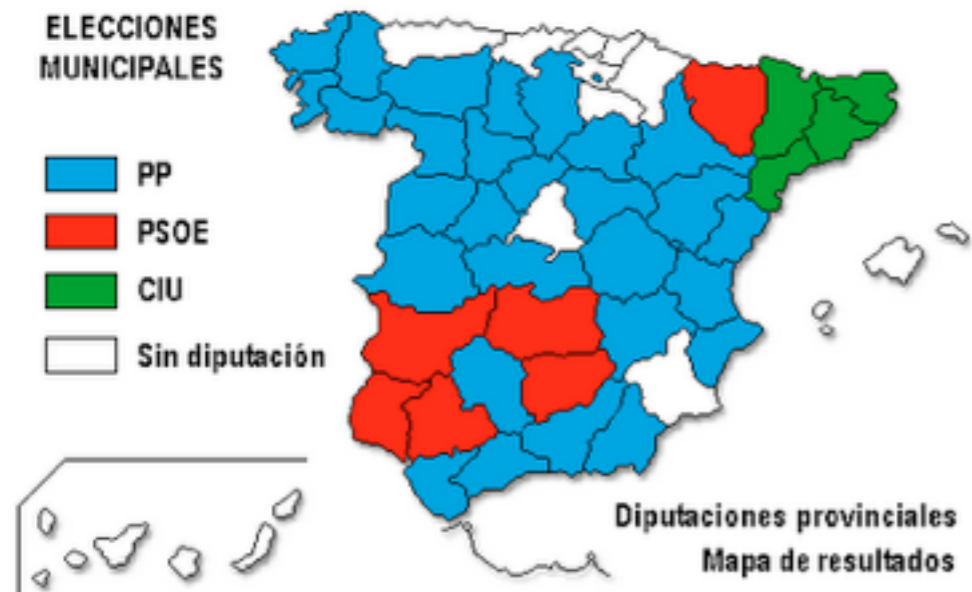 ELECCIONES
MUNICIPALES
PP
PSOE
CIU
Sin diputación
Diputaciones provinciales
Mapa de resultados